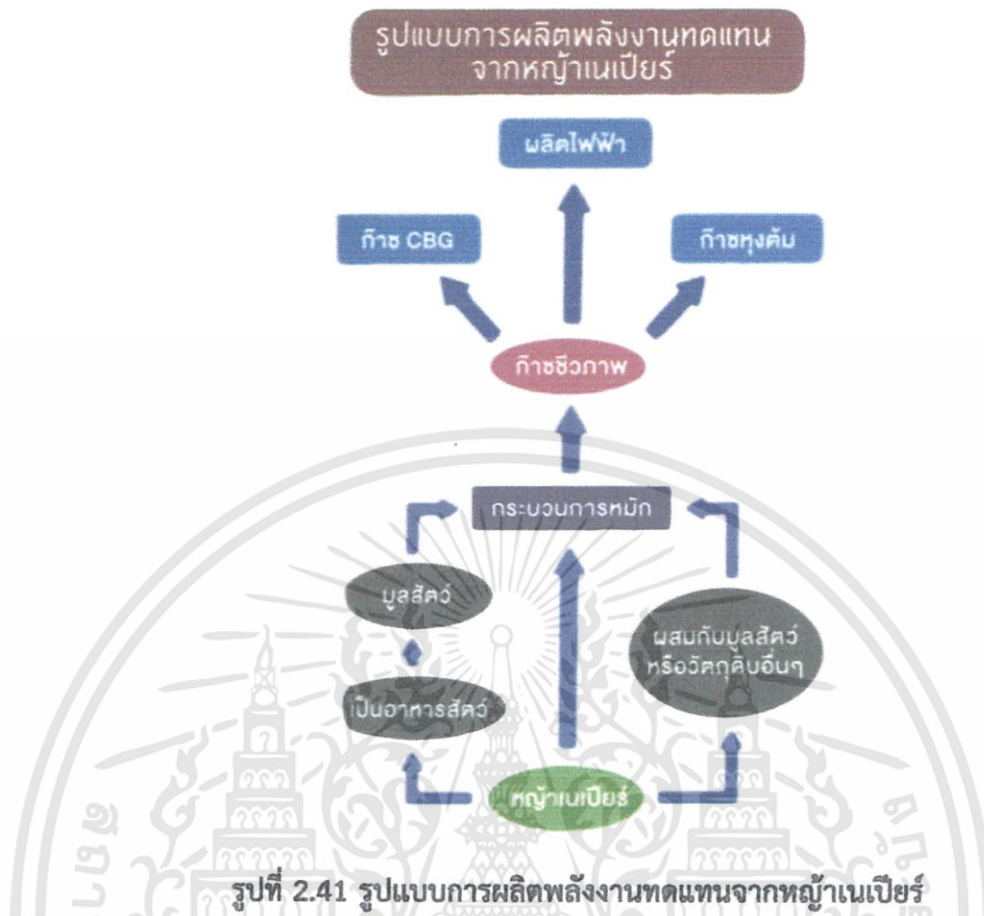 รูปแบบการผลิตพลังงานทดแทน
จากหญ้าเนเปียร์
ผลิตไฟฟ้า
ก๊าซ CBG
ก๊าซหุงต้ม
ก๊าซชีวภาพ
กระบวนการหมัก
มูลสัตว์
ผสมกับมูลสัตว์
หรือวัตถุดิบอื่นๆ
เป็นอาหารสัตว์
หญ้าเนเปียร์
รูปที่ 2.41 รูปแบบการผลิตพลังงานทดแทนจากหญ้าเนเปียร์